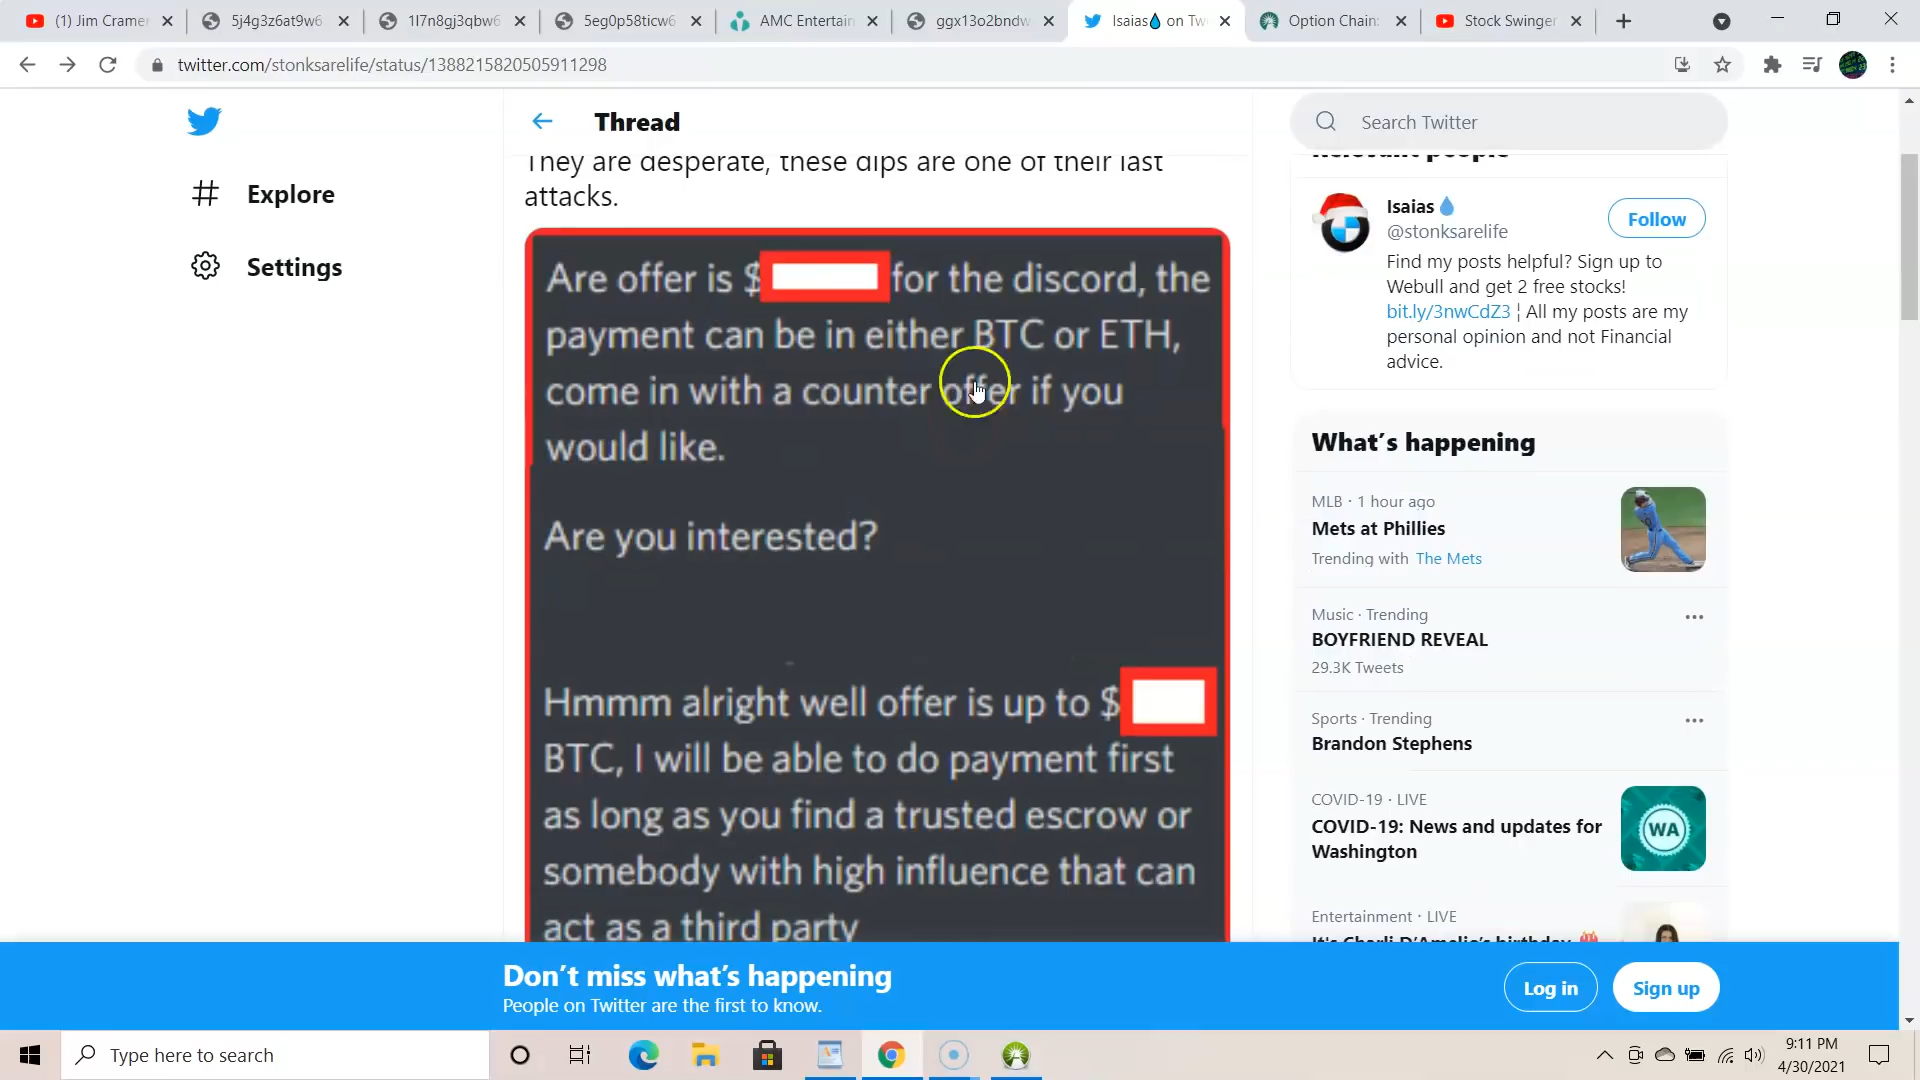 (1) Jim Cramer
5j4g3z6at9w6
1l7n8gj3qbw6
5eg0p58ticw6
AMC Entertain
ggx13o2bndw
Isaias💧 on Tw
Option Chain:
Stock Swinger
twitter.com/stonksarelife/status/1388215820505911298
Explore
Settings
Thread
They are desperate, these dips are one of their last
attacks.
Are offer is $ for the discord, the
payment can be in either BTC or ETH,
come in with a counter offer if you
would like.
Are you interested?
Hmmm alright well offer is up to $
BTC, I will be able to do payment first
as long as you find a trusted escrow or
somebody with high influence that can
act as a third party
Search Twitter
Relevant people
Isaias💧
@stonksarelife
Follow
Find my posts helpful? Sign up to
Webull and get 2 free stocks!
bit.ly/3nwCdZ3 ¦ All my posts are my
personal opinion and not Financial
advice.
What's happening
MLB · 1 hour ago
Mets at Phillies
Trending with The Mets
Music · Trending
BOYFRIEND REVEAL
29.3K Tweets
Sports · Trending
Brandon Stephens
COVID-19 · LIVE
COVID-19: News and updates for
Washington
WA
Entertainment · LIVE
It's Charli D'Amelio's birthday
Don't miss what's happening
People on Twitter are the first to know.
Log in
Sign up
Type here to search
9:11 PM
4/30/2021